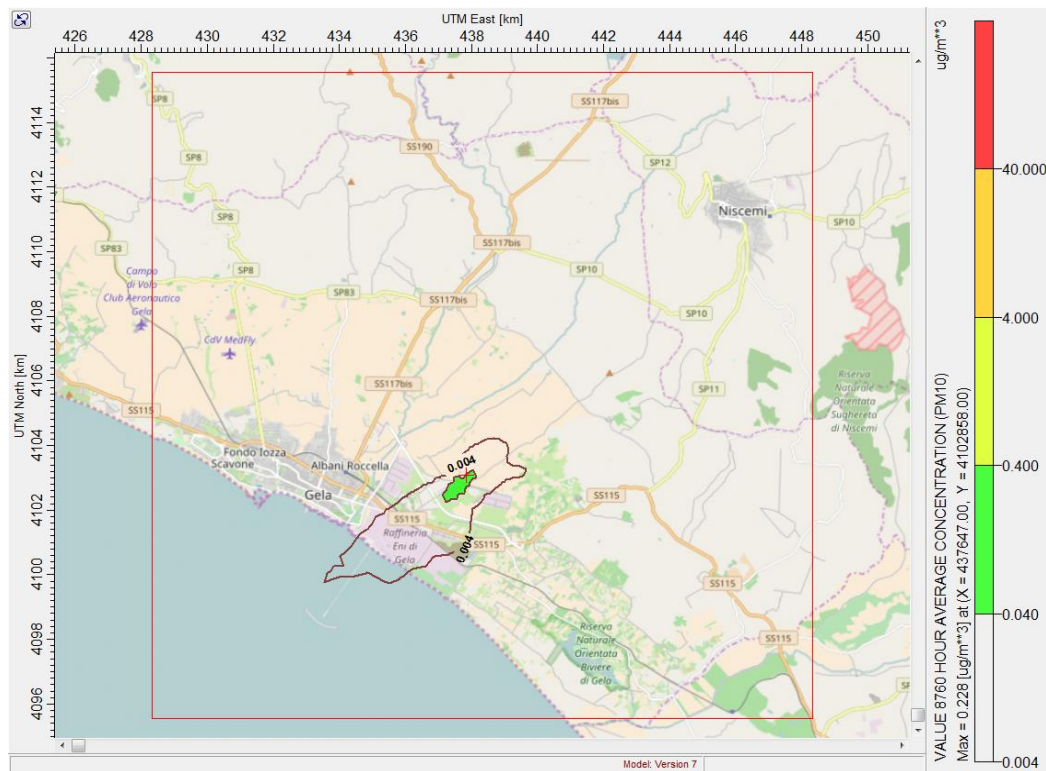 UTM East [km]
426 428 430 432 434 436 438 440 442 444 446 448 450
ug/m**3
UTM North [km]
4114
4112
4110
4108
4106
4104
4102
4100
4098
4096
SP8
SS117bis
SS190
SP8
SP12
Niscemi
SP8
SP10
SP83
SS117bis
SP8
SP10
Campo
di Volo
Club Aeronautico
Gela
SP83
SS117bis
SP10
CdV MedFly
SS117bis
SP11
Riserva
Naturale
Orientata
Sughereta
di Niscemi
SS115
Fondo Iozza
Scavone
Albani Roccella
0.004
Gela
SS115
SS115
Raffineria
Eni di
Gela
SS115
0.004
SS115
Riserva
Naturale
Orientata
Biviere
di Gela
SS115
SP
40.000
4.000
0.400
0.040
0.004
VALUE 8760 HOUR AVERAGE CONCENTRATION (PM10)
Max = 0.228 [ug/m**3] at (X = 437647.00, Y = 4102858.00)
Model: Version 7